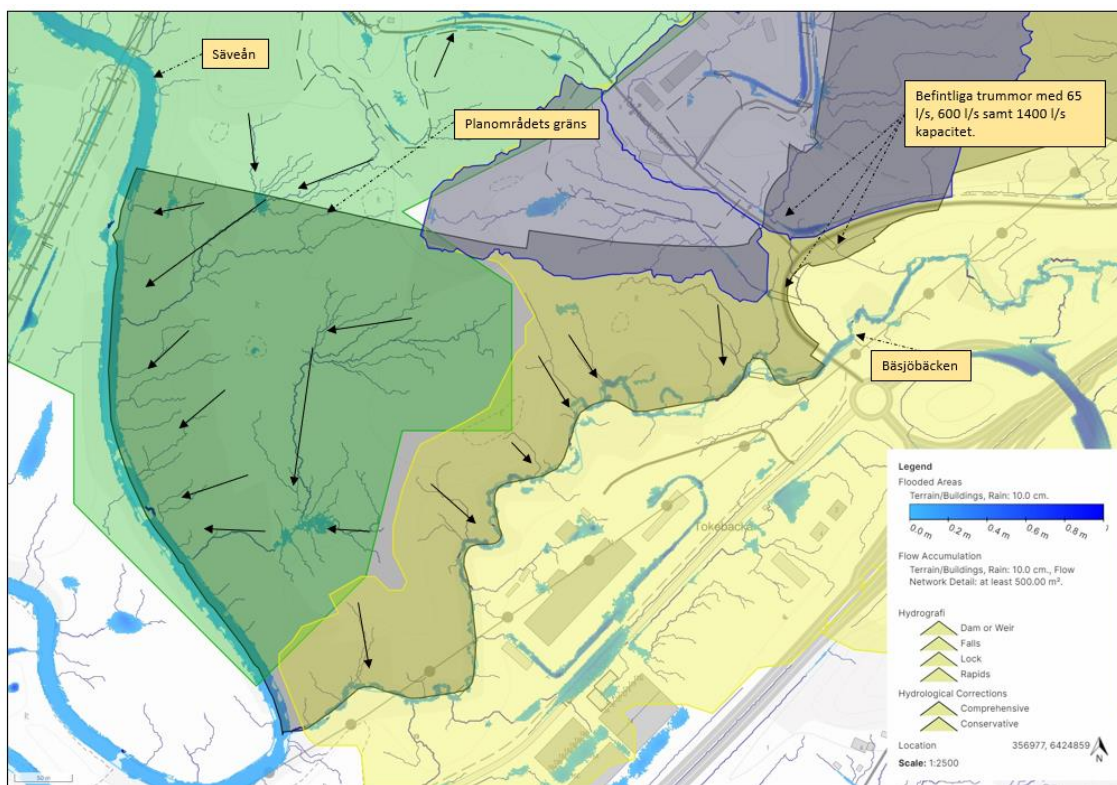 Säveån
Planområdets gräns
Befintliga trummor med 65
l/s, 600 l/s samt 1400 l/s
kapacitet.
Bäsjöbäcken
Tokebacka
Legend
Flooded Areas
Terrain/Buildings, Rain: 10.0 cm.
0.0 m 0.2 m 0.4 m 0.6 m 0.8 m
Flow Accumulation
Terrain/Buildings, Rain: 10.0 cm., Flow
Network Detail: at least 500.00 m².
Hydrografi
Dam or Weir
Falls
Lock
Rapids
Hydrological Corrections
Comprehensive
Conservative
Location 356977, 6424859
Scale: 1:2500
N
50 m